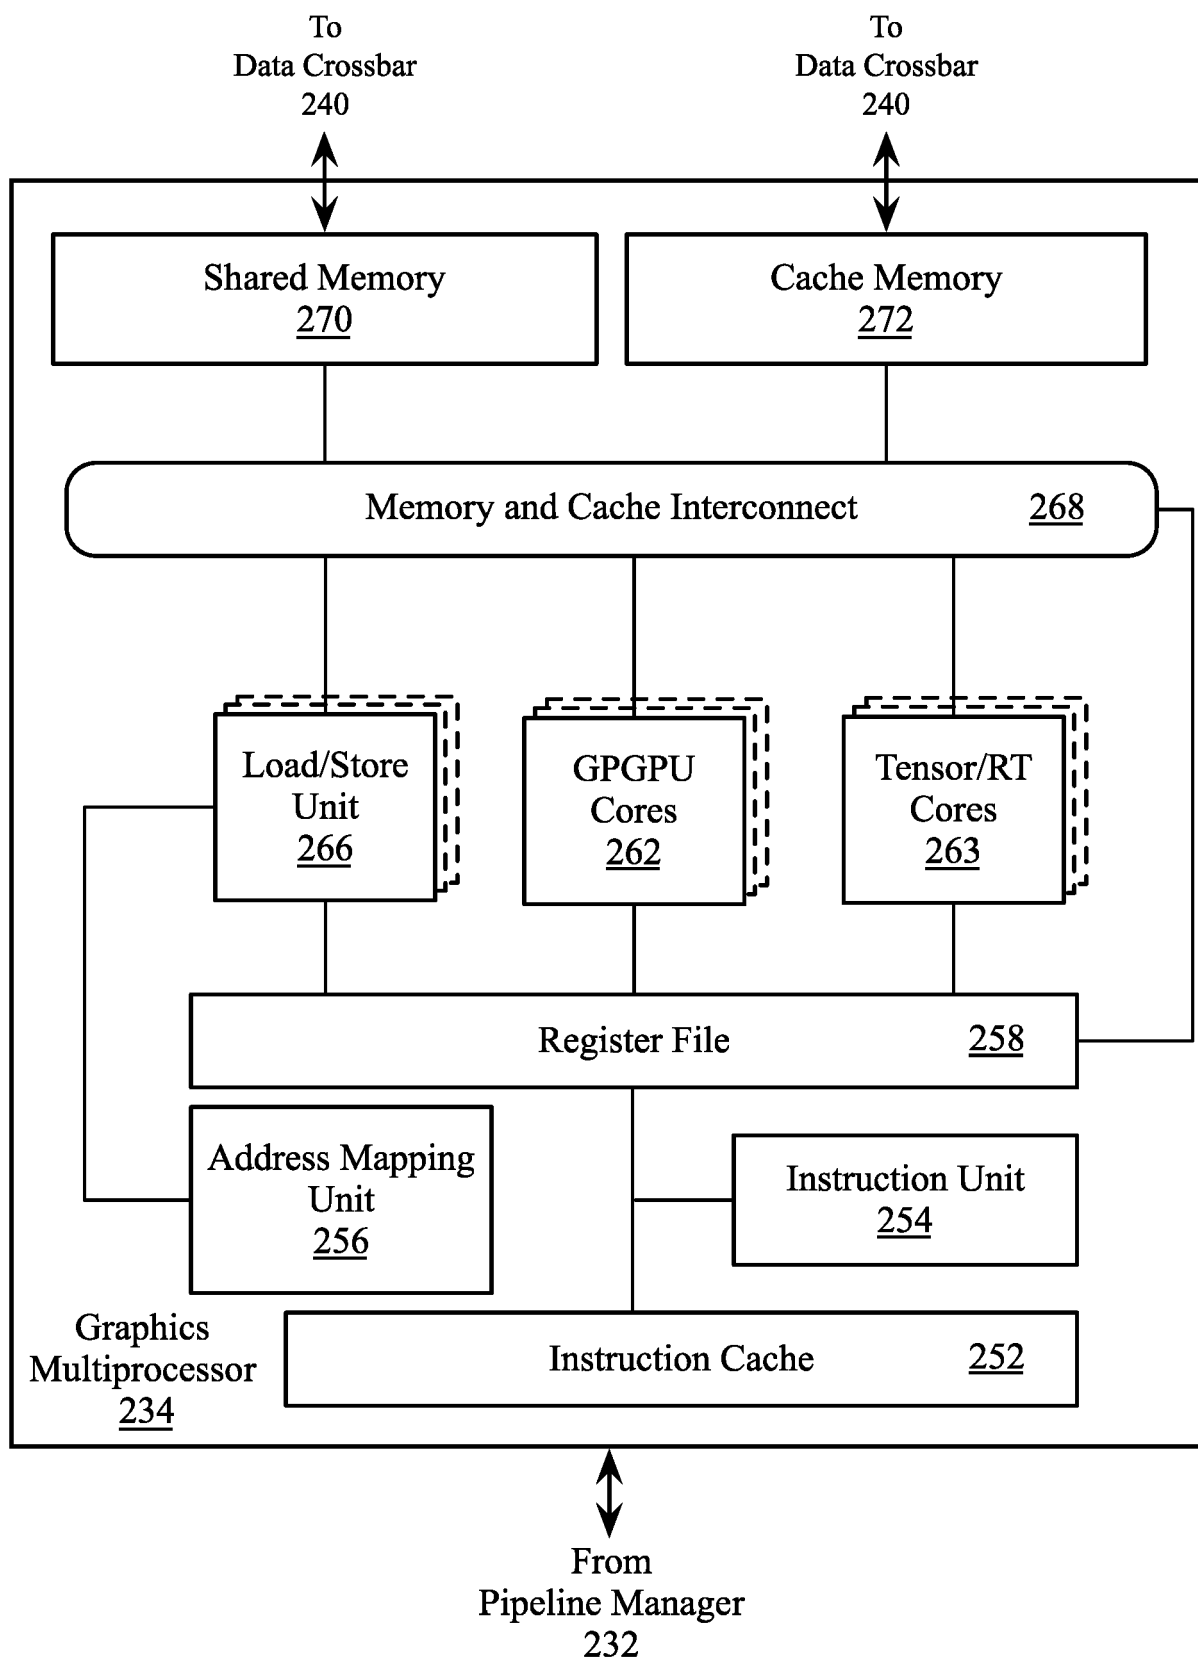 To
Data Crossbar
240
To
Data Crossbar
240
Shared Memory
270
Cache Memory
272
Memory and Cache Interconnect 268
Load/Store
Unit
266
GPGPU
Cores
262
Tensor/RT
Cores
263
Register File 258
Address Mapping
Unit
256
Instruction Unit
254
Graphics
Multiprocessor
234
Instruction Cache 252
From
Pipeline Manager
232